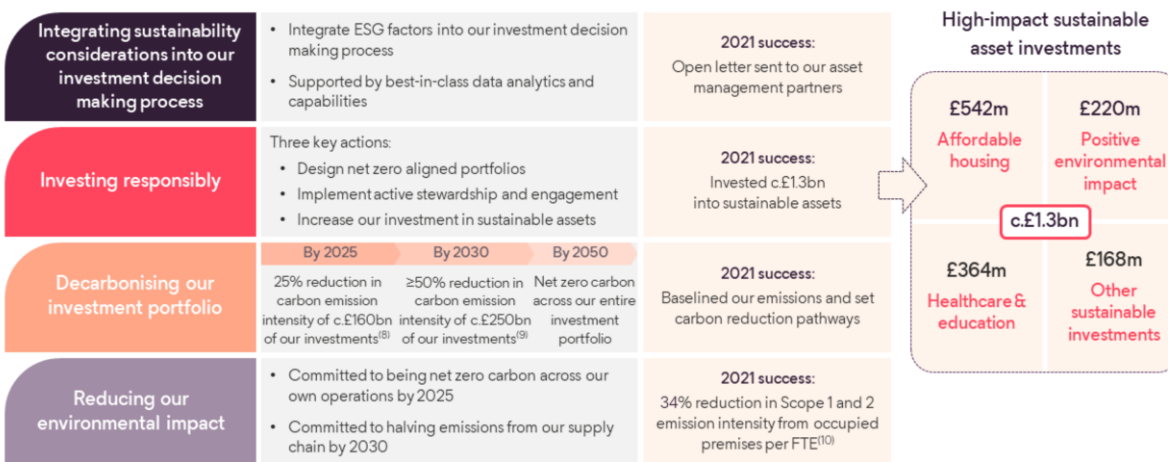 Integrating sustainability
considerations into our
investment decision
making process
• Integrate ESG factors into our investment decision
making process
• Supported by best-in-class data analytics and
capabilities
2021 success:
Open letter sent to our asset
management partners
Investing responsibly
Three key actions:
• Design net zero aligned portfolios
• Implement active stewardship and engagement
• Increase our investment in sustainable assets
2021 success:
Invested c.£1.3bn
into sustainable assets
Decarbonising our
investment portfolio
By 2025
25% reduction in
carbon emission
intensity of c.£160bn
of our investments(8)
By 2030
≥50% reduction in
carbon emission
intensity of c.£250bn
of our investments(9)
By 2050
Net zero carbon
across our entire
investment
portfolio
2021 success:
Baselined our emissions and set
carbon reduction pathways
Reducing our
environmental impact
• Committed to being net zero carbon across our
own operations by 2025
• Committed to halving emissions from our supply
chain by 2030
2021 success:
34% reduction in Scope 1 and 2
emission intensity from occupied
premises per FTE(10)
High-impact sustainable
asset investments
£542m
Affordable
housing
£220m
Positive
environmental
impact
c.£1.3bn
£364m
Healthcare &
education
£168m
Other
sustainable
investments